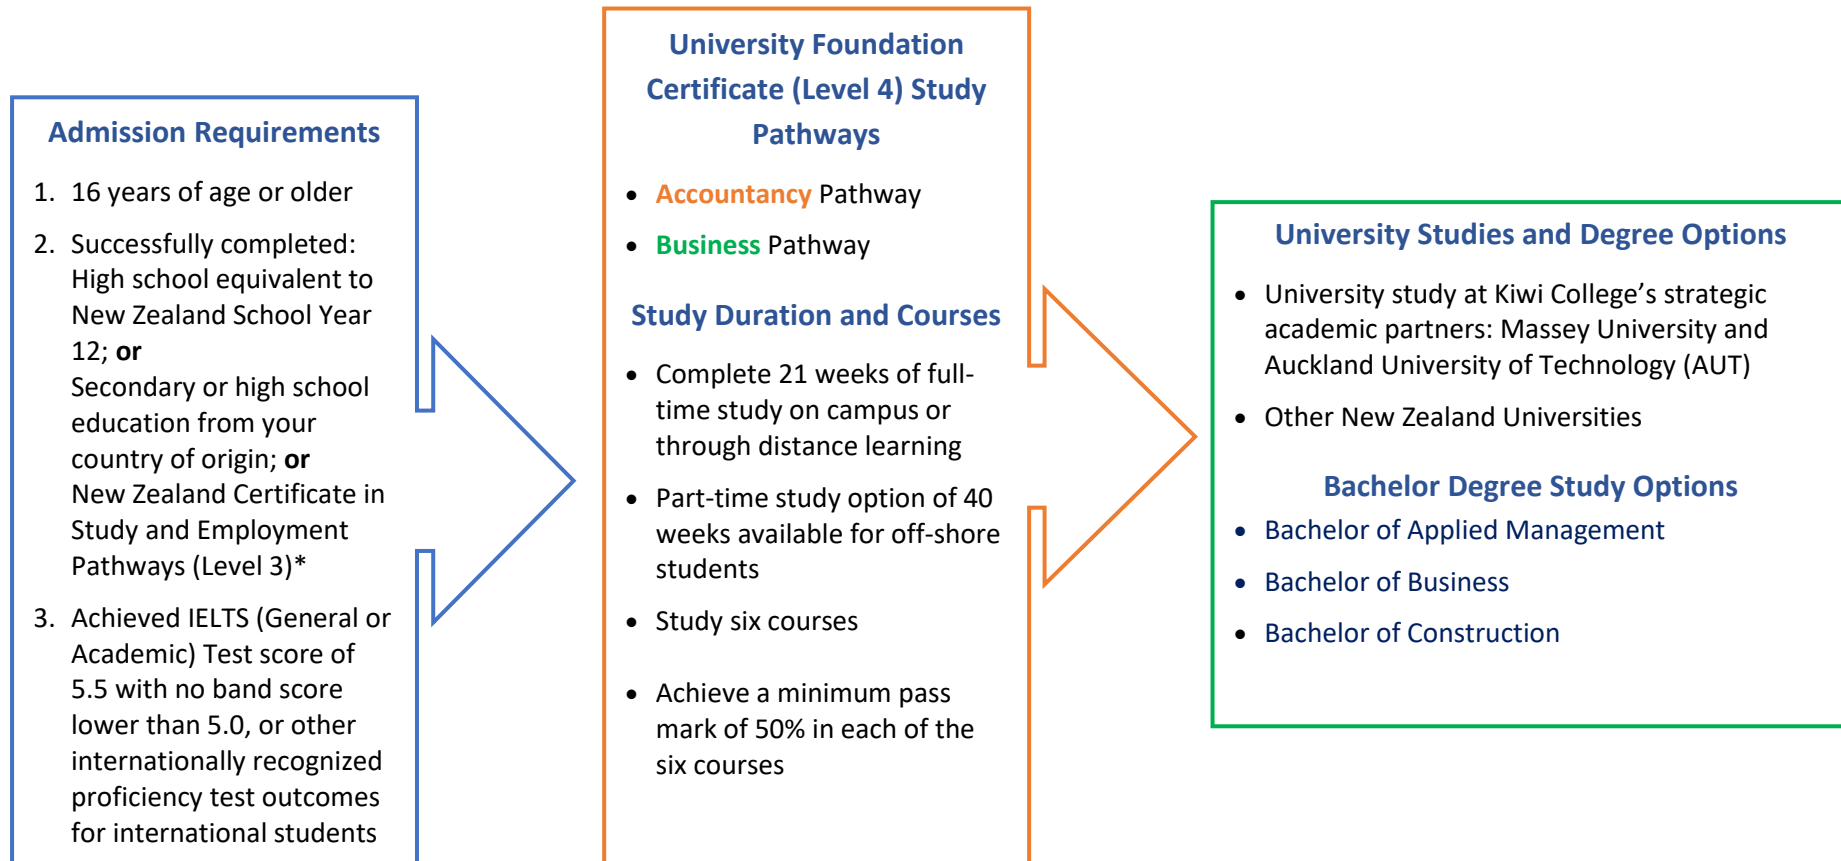 Admission Requirements
1. 16 years of age or older
2. Successfully completed:
High school equivalent to
New Zealand School Year
12; or
Secondary or high school
education from your
country of origin; or
New Zealand Certificate in
Study and Employment
Pathways (Level 3)*
3. Achieved IELTS (General or
Academic) Test score of
5.5 with no band score
lower than 5.0, or other
internationally recognized
proficiency test outcomes
for international students
University Foundation
Certificate (Level 4) Study
Pathways
• Accountancy Pathway
• Business Pathway
Study Duration and Courses
• Complete 21 weeks of full-
time study on campus or
through distance learning
• Part-time study option of 40
weeks available for off-shore
students
• Study six courses
• Achieve a minimum pass
mark of 50% in each of the
six courses
University Studies and Degree Options
• University study at Kiwi College’s strategic
academic partners: Massey University and
Auckland University of Technology (AUT)
• Other New Zealand Universities
Bachelor Degree Study Options
• Bachelor of Applied Management
• Bachelor of Business
• Bachelor of Construction